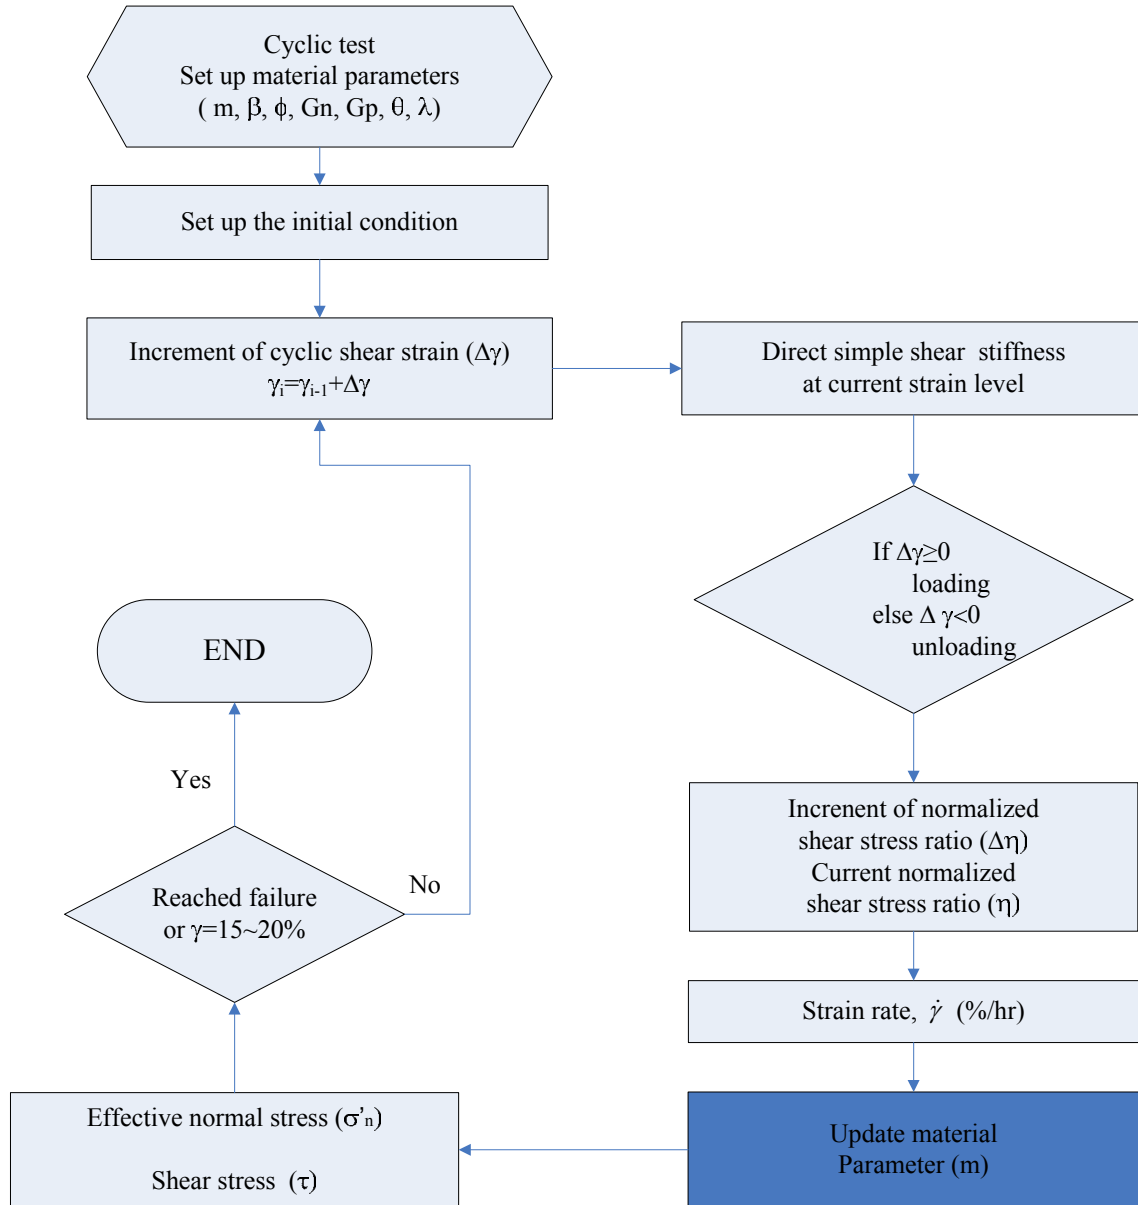 Cyclic test
Set up material parameters
( m, β, ϕ, Gn, Gp, θ, λ)
Set up the initial condition
Increment of cyclic shear strain (Δγ)
γi=γi-1+Δγ
Direct simple shear stiffness
at current strain level
If Δγ≥0
loading
else Δ γ<0
unloading
Increnent of normalized
shear stress ratio (Δη)
Current normalized
shear stress ratio (η)
Strain rate, γ̇ (%/hr)
Update material
Parameter (m)
Effective normal stress (σ'n)
Shear stress (τ)
Reached failure
or γ=15~20%
No
Yes
END